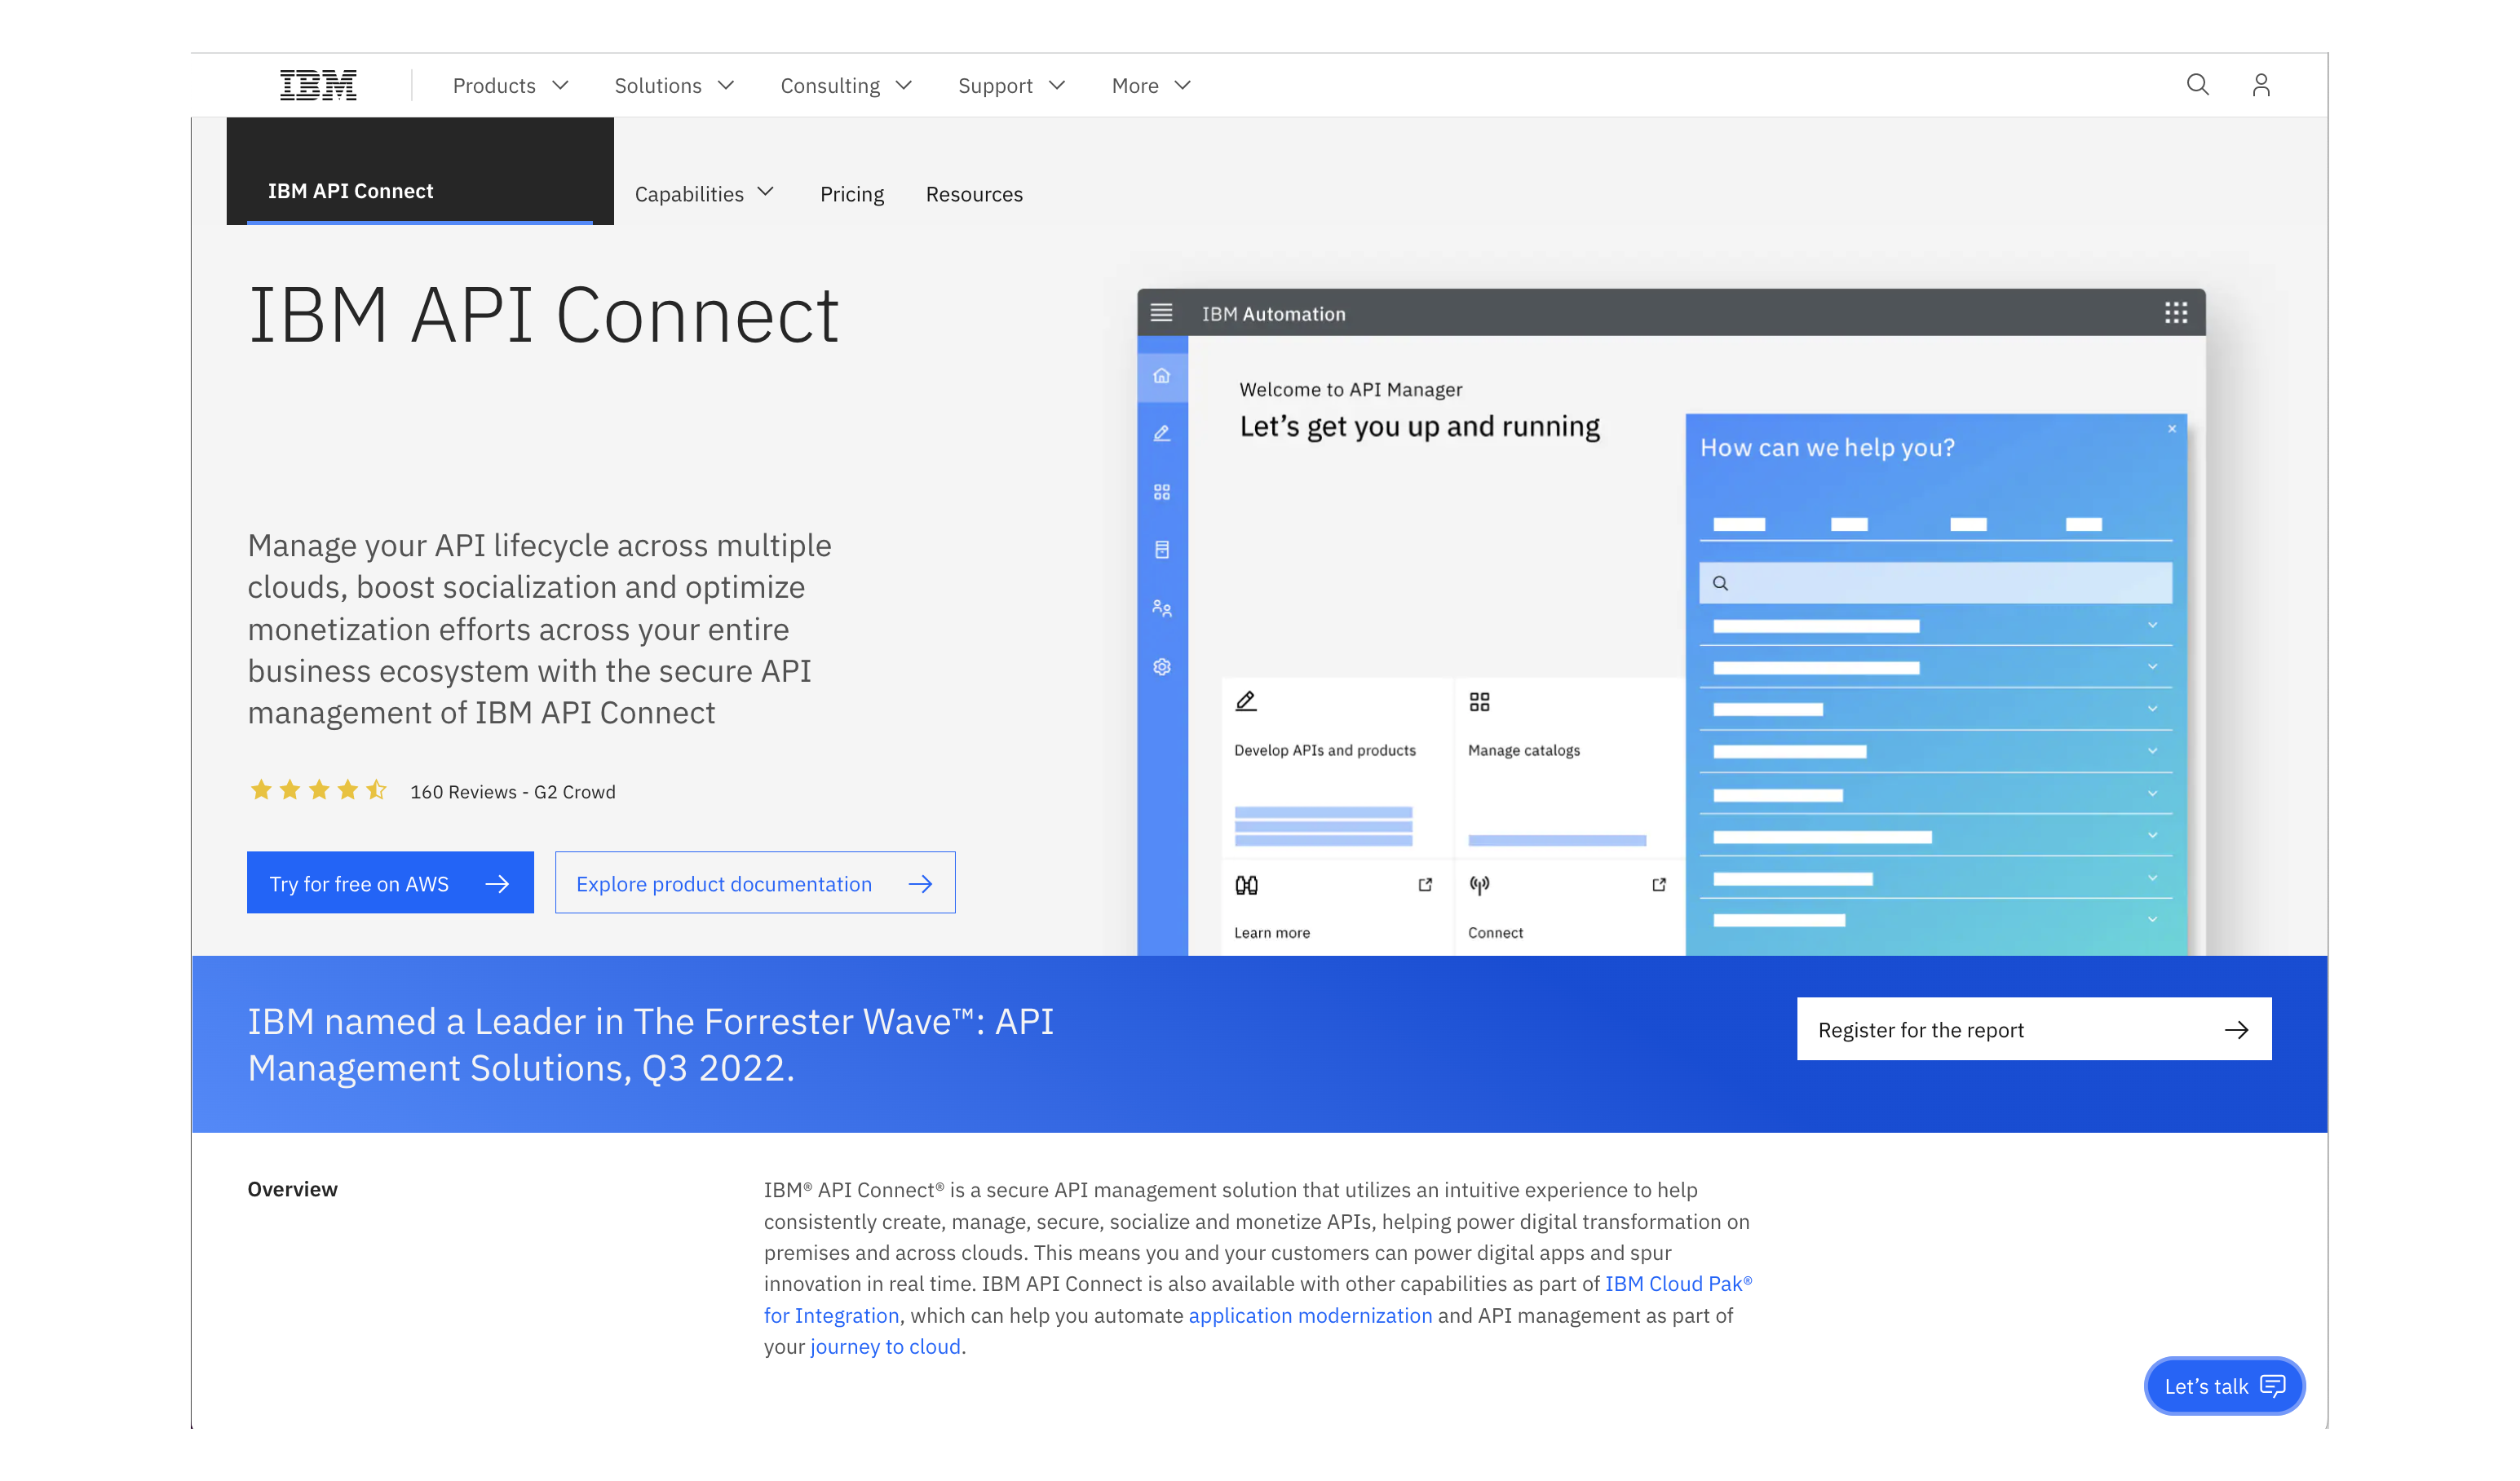 IBM
Products
Solutions
Consulting
Support
More
IBM API Connect
Capabilities
Pricing
Resources
IBM API Connect
Manage your API lifecycle across multiple
clouds, boost socialization and optimize
monetization efforts across your entire
business ecosystem with the secure API
management of IBM API Connect
160 Reviews - G2 Crowd
Try for free on AWS
Explore product documentation
IBM Automation
Welcome to API Manager
Let’s get you up and running
How can we help you?
Develop APIs and products
Manage catalogs
Learn more
Connect
IBM named a Leader in The Forrester Wave™: API
Management Solutions, Q3 2022.
Register for the report
Overview
IBM® API Connect® is a secure API management solution that utilizes an intuitive experience to help
consistently create, manage, secure, socialize and monetize APIs, helping power digital transformation on
premises and across clouds. This means you and your customers can power digital apps and spur
innovation in real time. IBM API Connect is also available with other capabilities as part of IBM Cloud Pak®
for Integration, which can help you automate application modernization and API management as part of
your journey to cloud.
Let’s talk